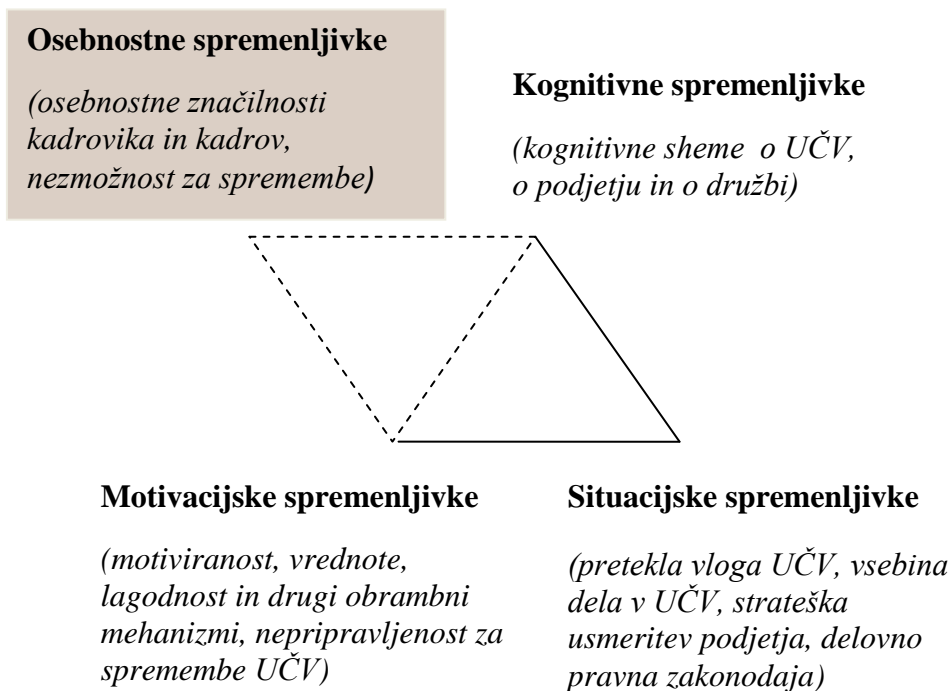 Osebnostne spremenljivke
(osebnostne značilnosti
kadrovika in kadrov,
nezmožnost za spremembe)
Kognitivne spremenljivke
(kognitivne sheme o UČV,
o podjetju in o družbi)
Motivacijske spremenljivke
(motiviranost, vrednote,
lagodnost in drugi obrambni
mehanizmi, nepripravljenost za
spremembe UČV)
Situacijske spremenljivke
(pretekla vloga UČV, vsebina
dela v UČV, strateška
usmeritev podjetja, delovno
pravna zakonodaja)